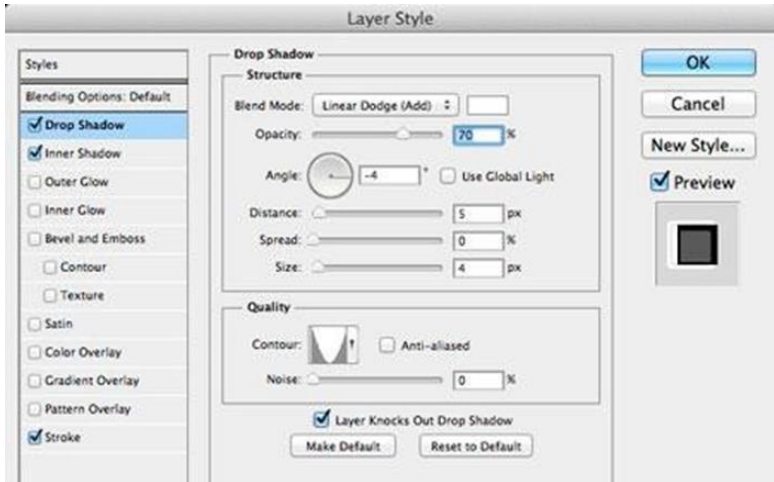 Layer Style
Styles
Blending Options: Default
Drop Shadow
Inner Shadow
Outer Glow
Inner Glow
Bevel and Emboss
Contour
Texture
Satin
Color Overlay
Gradient Overlay
Pattern Overlay
Stroke
Drop Shadow
Structure
Blend Mode: Linear Dodge (Add)
Opacity: 70 %
Angle: -4 ° Use Global Light
Distance: 5 px
Spread: 0 %
Size: 4 px
Quality
Contour: Anti-aliased
Noise: 0 %
Layer Knocks Out Drop Shadow
Make Default Reset to Default
OK
Cancel
New Style...
Preview